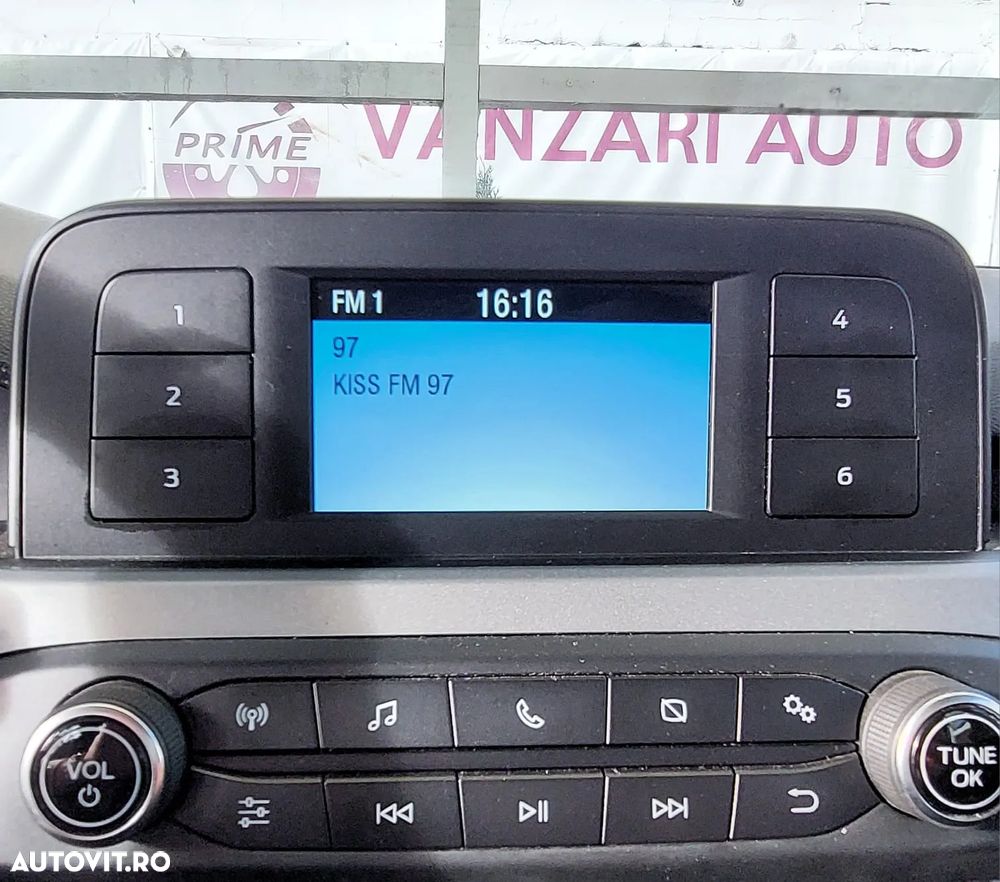 PRIME
VANZARI AUTO
FM 1 16:16
97
KISS FM 97
1
2
3
4
5
6
VOL
TUNE
OK
AUTOVIT.RO